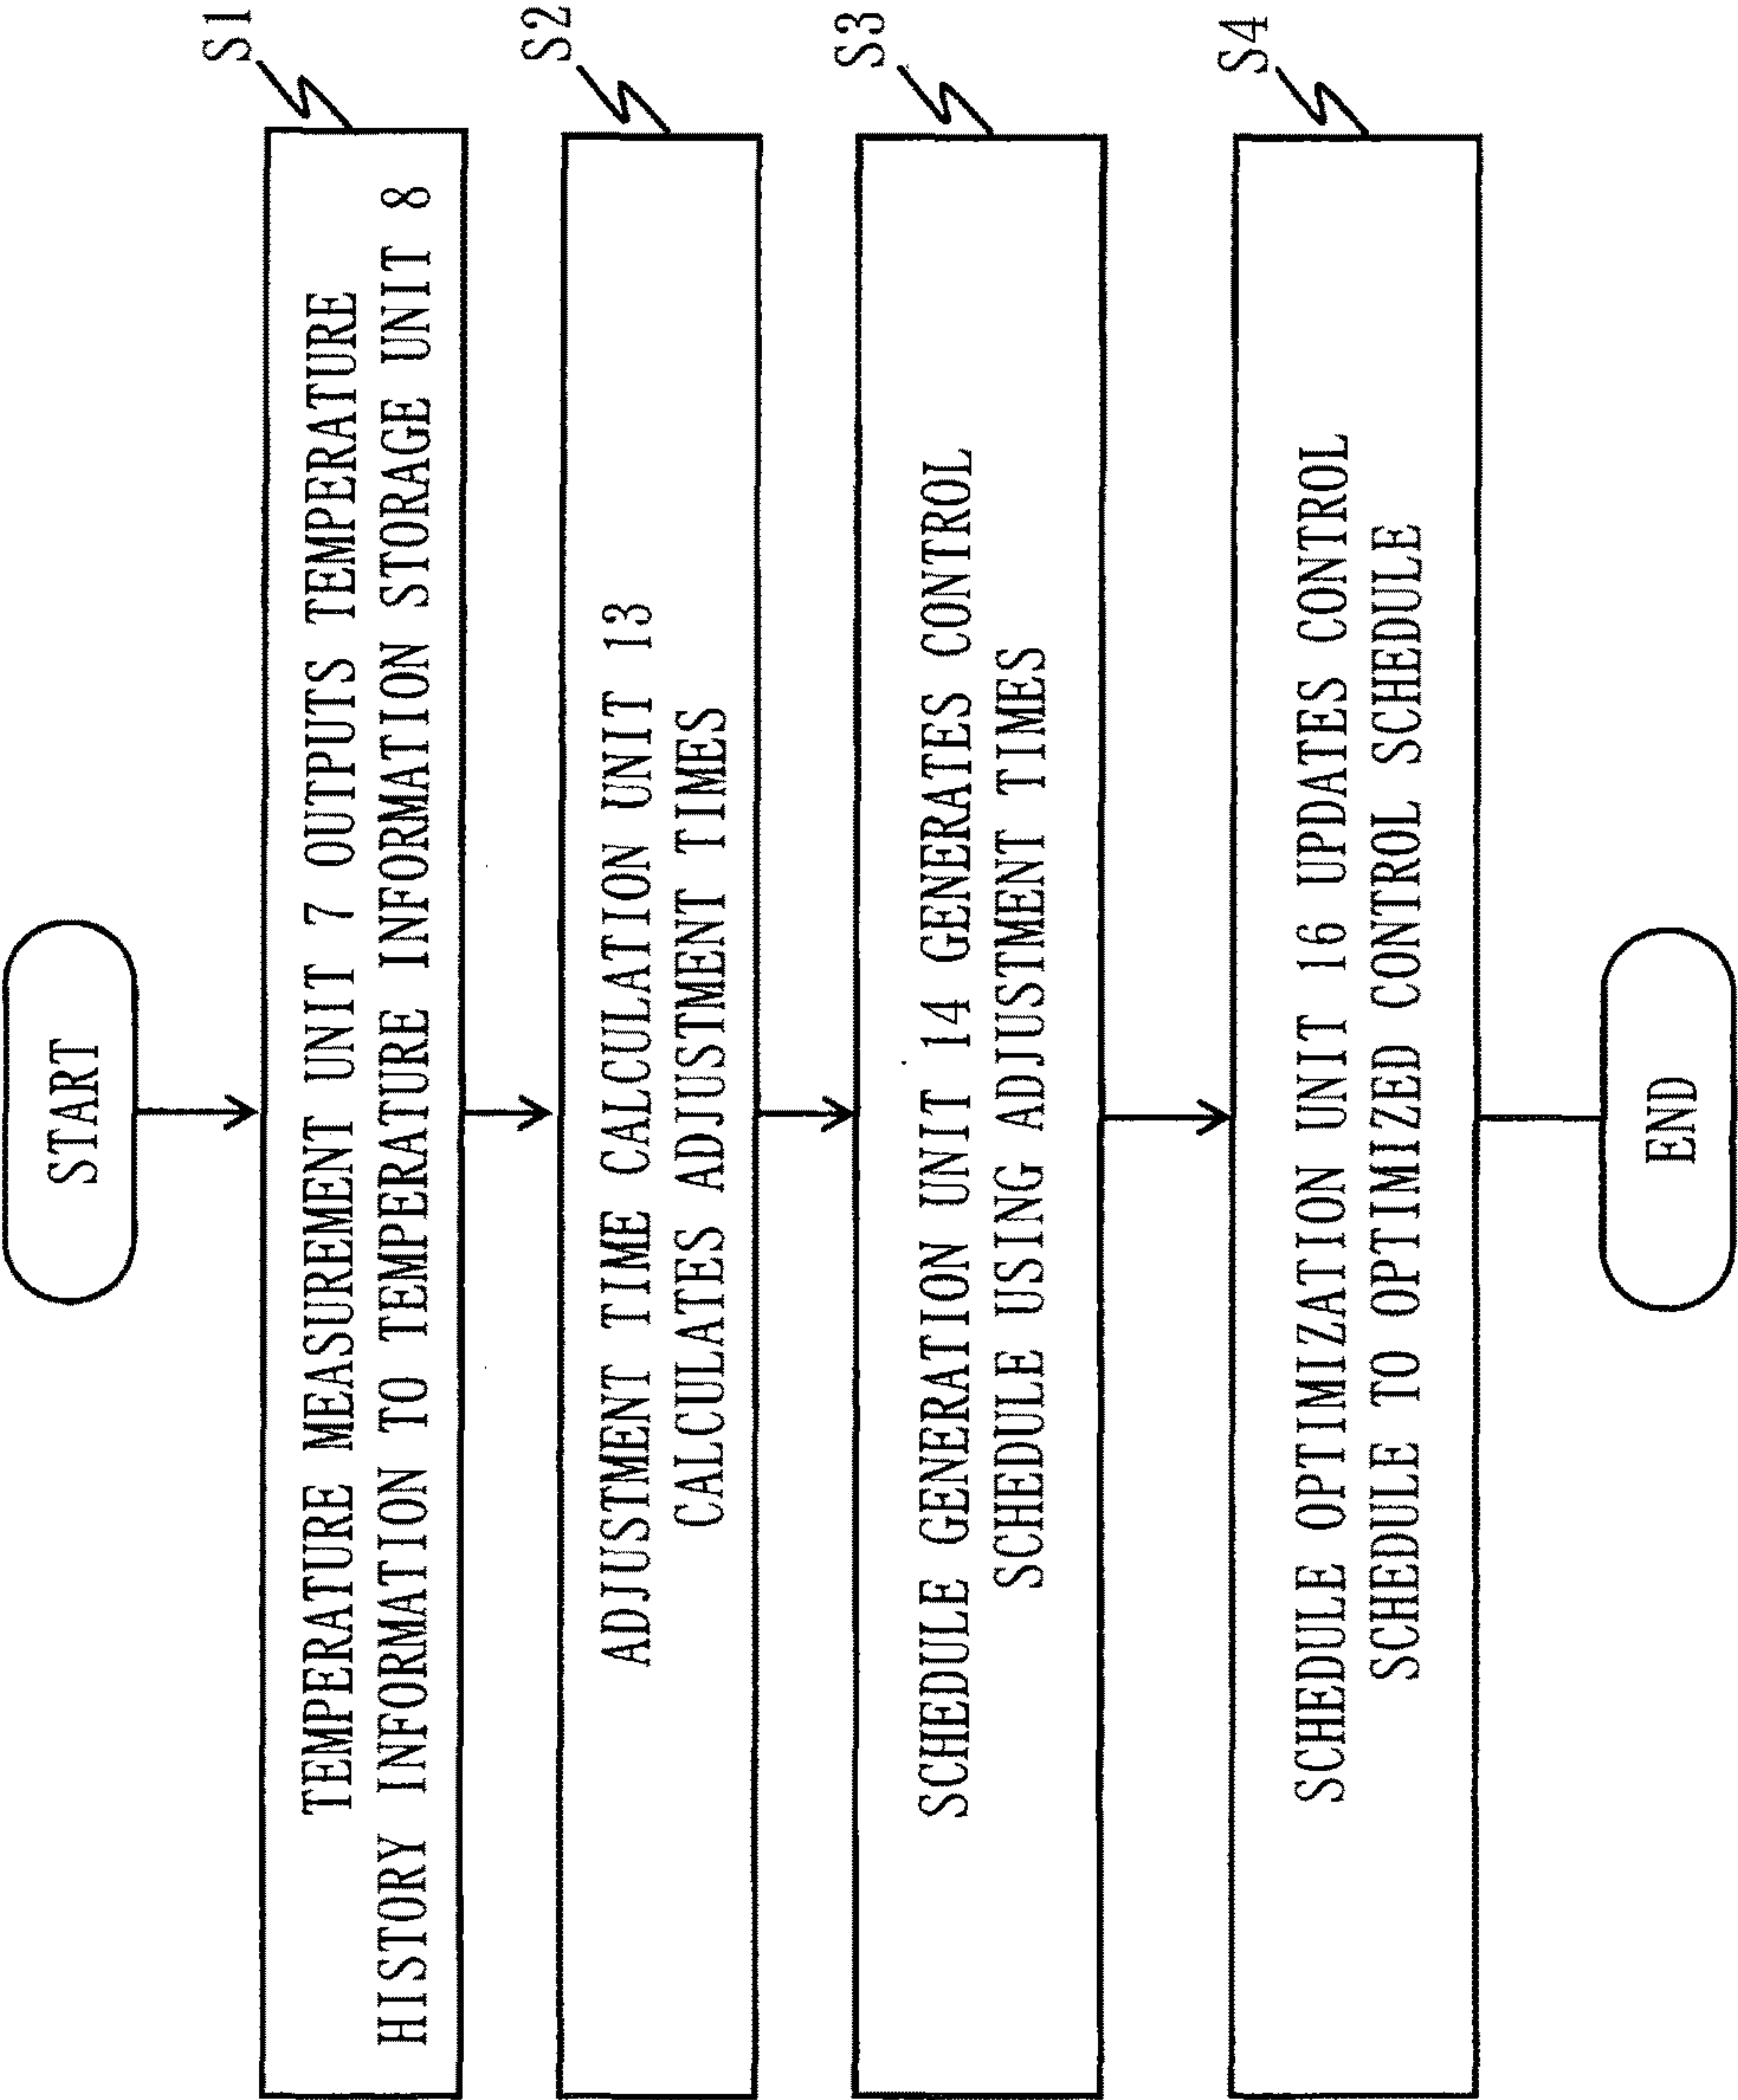 START
S1
TEMPERATURE MEASUREMENT UNIT 7 OUTPUTS TEMPERATURE
HISTORY INFORMATION TO TEMPERATURE INFORMATION STORAGE UNIT 8
S2
ADJUSTMENT TIME CALCULATION UNIT 13
CALCULATES ADJUSTMENT TIMES
S3
SCHEDULE GENERATION UNIT 14 GENERATES CONTROL
SCHEDULE USING ADJUSTMENT TIMES
S4
SCHEDULE OPTIMIZATION UNIT 16 UPDATES CONTROL
SCHEDULE TO OPTIMIZED CONTROL SCHEDULE
END